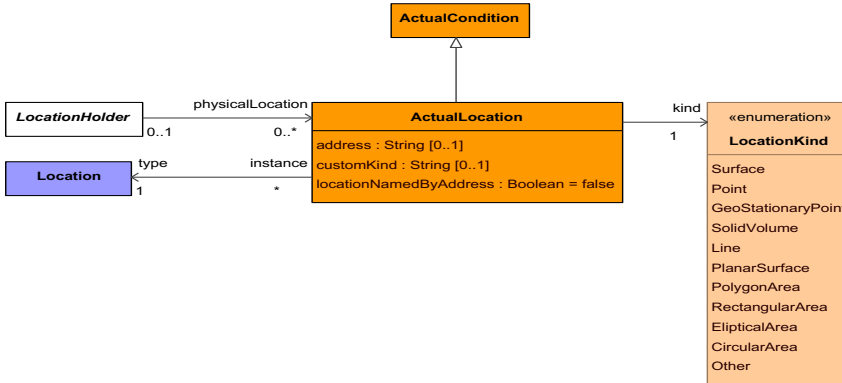 ActualCondition
LocationHolder
physicalLocation
0..1
0..*
ActualLocation
address : String [0..1]
customKind : String [0..1]
locationNamedByAddress : Boolean = false
kind
1
Location
type
instance
1
*
«enumeration»
LocationKind
Surface
Point
GeoStationaryPoint
SolidVolume
Line
PlanarSurface
PolygonArea
RectangularArea
ElipticalArea
CircularArea
Other